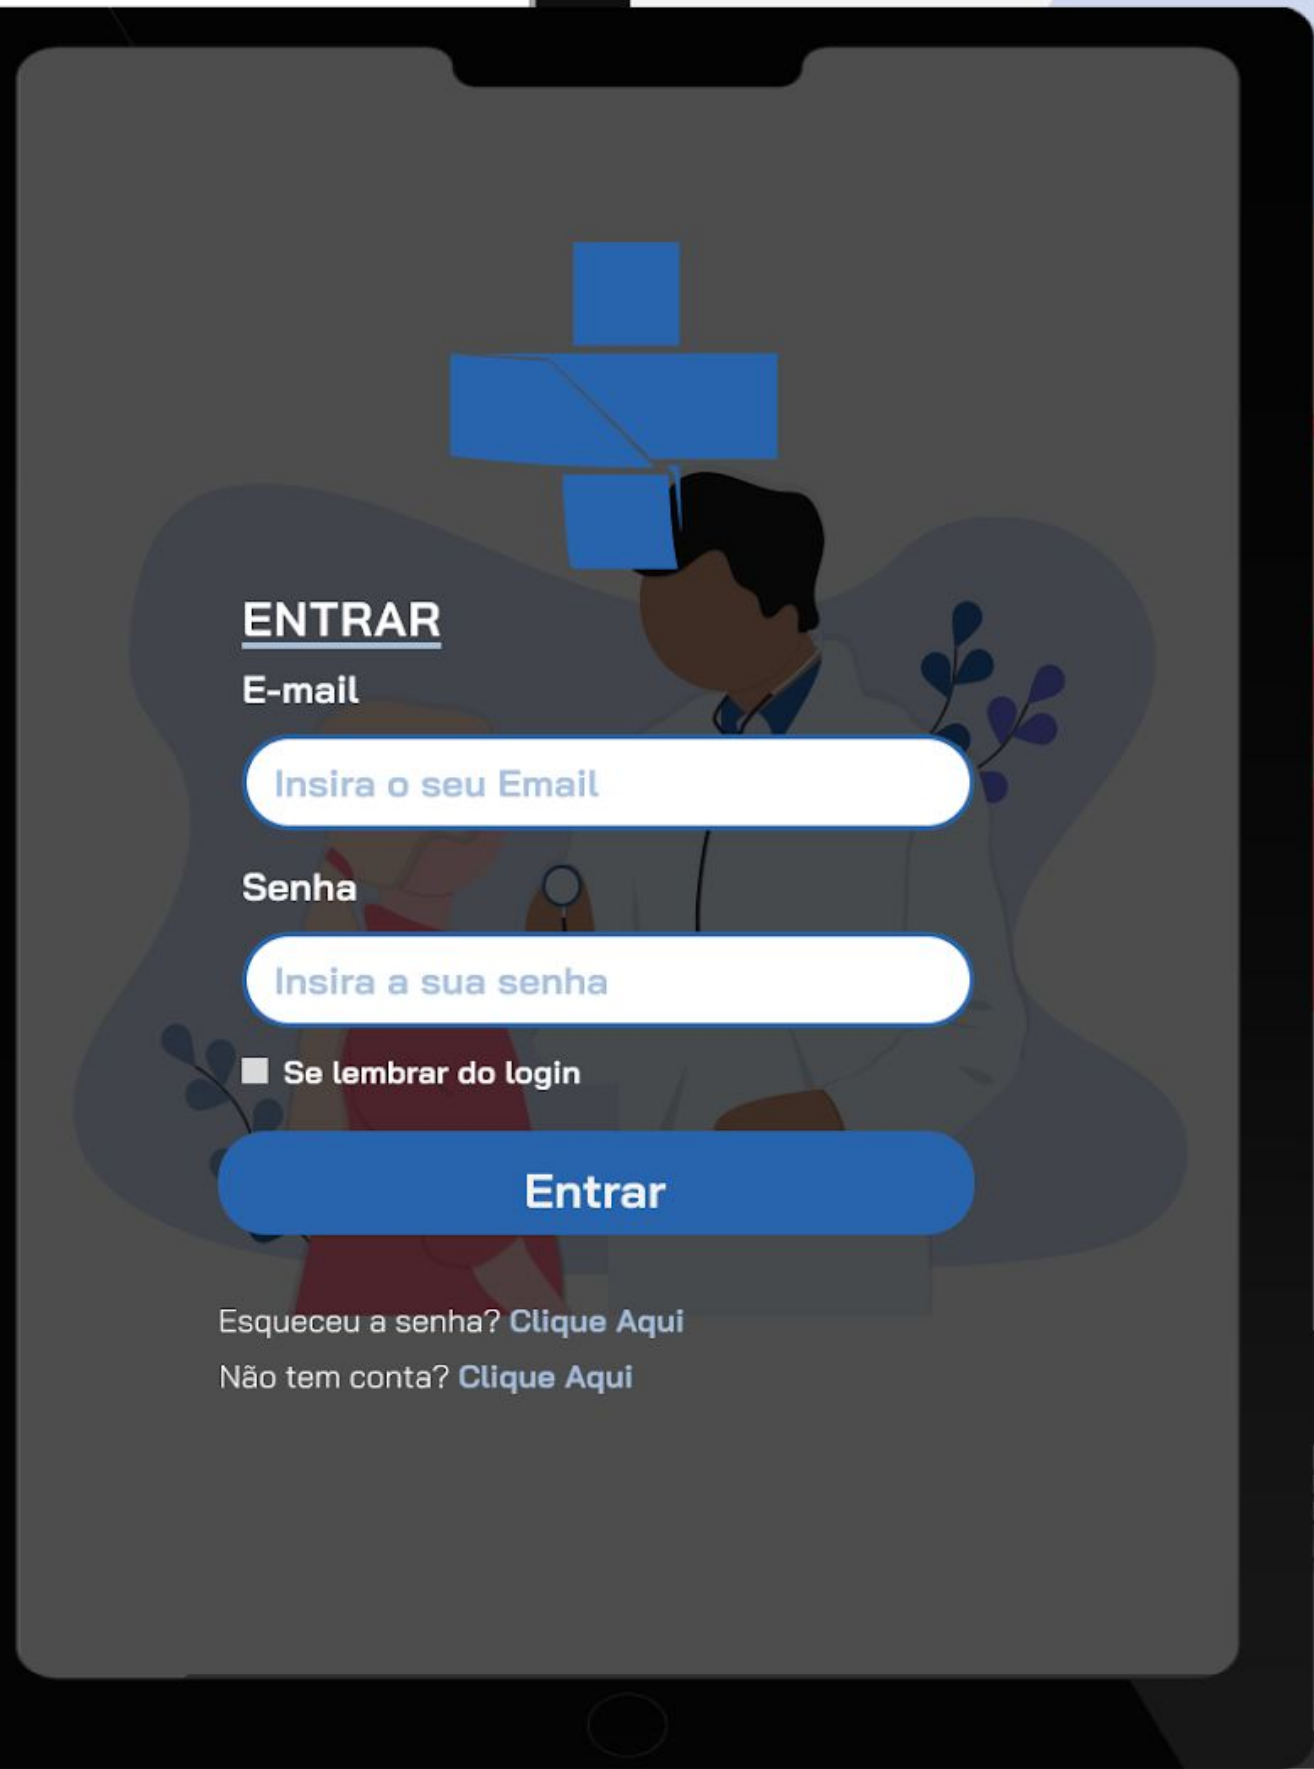 ENTRAR
E-mail
Insira o seu Email
Senha
Insira a sua senha
Se lembrar do login
Entrar
Esqueceu a senha? Clique Aqui
Não tem conta? Clique Aqui